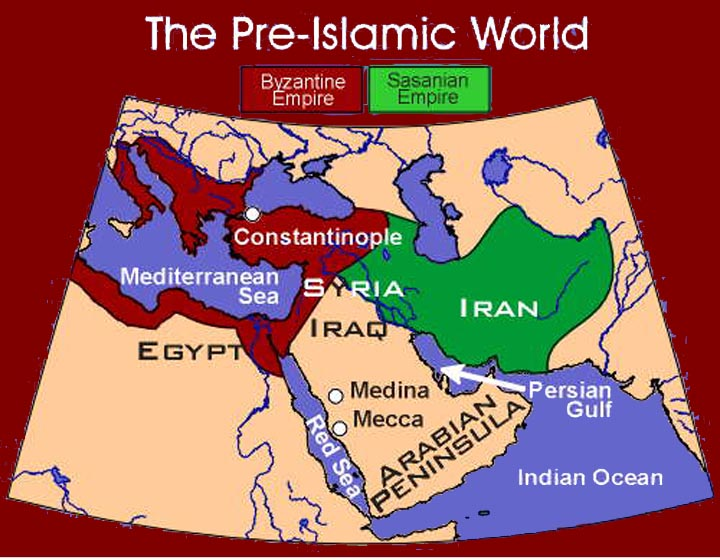 The Pre-Islamic World
Byzantine
Empire
Sasanian
Empire
Constantinople
Mediterranean
Sea
SYRIA
IRAN
IRAQ
EGYPT
Medina
Mecca
Persian
Gulf
Red Sea
ARABIAN
PENINSULA
Indian Ocean